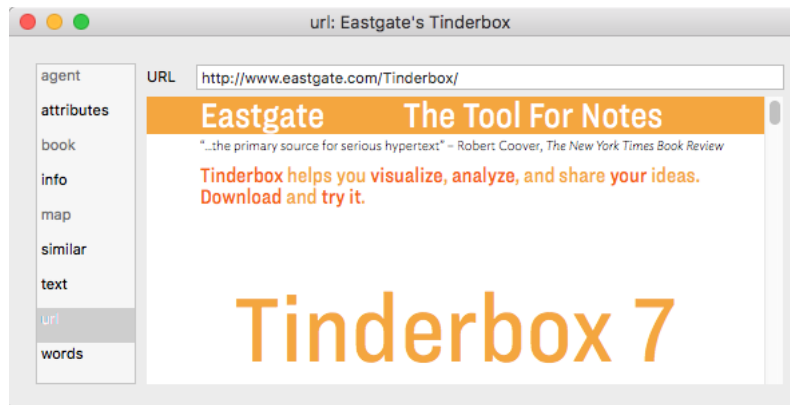 url: Eastgate's Tinderbox
agent
attributes
book
info
map
similar
text
url
words
URL http://www.eastgate.com/Tinderbox/
Eastgate The Tool For Notes
“...the primary source for serious hypertext” – Robert Coover, The New York Times Book Review
Tinderbox helps you visualize, analyze, and share your ideas.
Download and try it.
Tinderbox 7